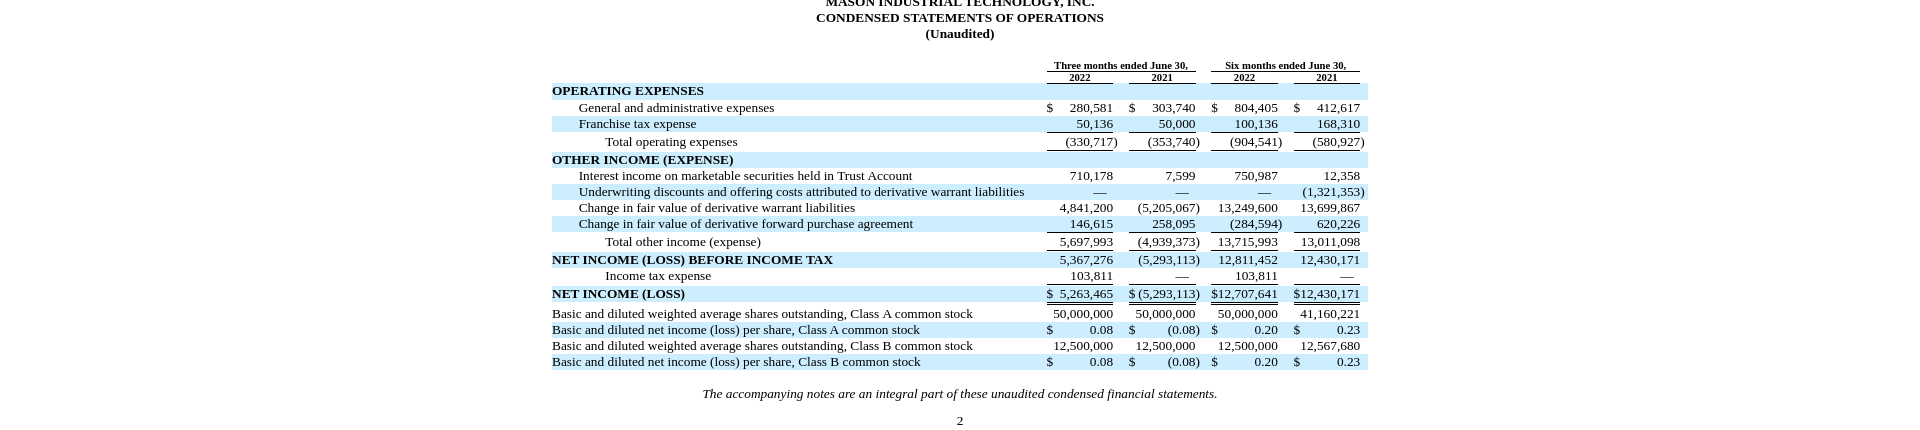 MASON INDUSTRIAL TECHNOLOGY, INC.
CONDENSED STATEMENTS OF OPERATIONS
(Unaudited)
Three months ended June 30, Six months ended June 30,
2022 2021 2022 2021
OPERATING EXPENSES
General and administrative expenses $ 280,581 $ 303,740 $ 804,405 $ 412,617
Franchise tax expense 50,136 50,000 100,136 168,310
Total operating expenses (330,717) (353,740) (904,541) (580,927)
OTHER INCOME (EXPENSE)
Interest income on marketable securities held in Trust Account 710,178 7,599 750,987 12,358
Underwriting discounts and offering costs attributed to derivative warrant liabilities — — — (1,321,353)
Change in fair value of derivative warrant liabilities 4,841,200 (5,205,067) 13,249,600 13,699,867
Change in fair value of derivative forward purchase agreement 146,615 258,095 (284,594) 620,226
Total other income (expense) 5,697,993 (4,939,373) 13,715,993 13,011,098
NET INCOME (LOSS) BEFORE INCOME TAX 5,367,276 (5,293,113) 12,811,452 12,430,171
Income tax expense 103,811 — 103,811 —
NET INCOME (LOSS) $ 5,263,465 $ (5,293,113) $12,707,641 $12,430,171
Basic and diluted weighted average shares outstanding, Class A common stock 50,000,000 50,000,000 50,000,000 41,160,221
Basic and diluted net income (loss) per share, Class A common stock $ 0.08 $ (0.08) $ 0.20 $ 0.23
Basic and diluted weighted average shares outstanding, Class B common stock 12,500,000 12,500,000 12,500,000 12,567,680
Basic and diluted net income (loss) per share, Class B common stock $ 0.08 $ (0.08) $ 0.20 $ 0.23
The accompanying notes are an integral part of these unaudited condensed financial statements.
2